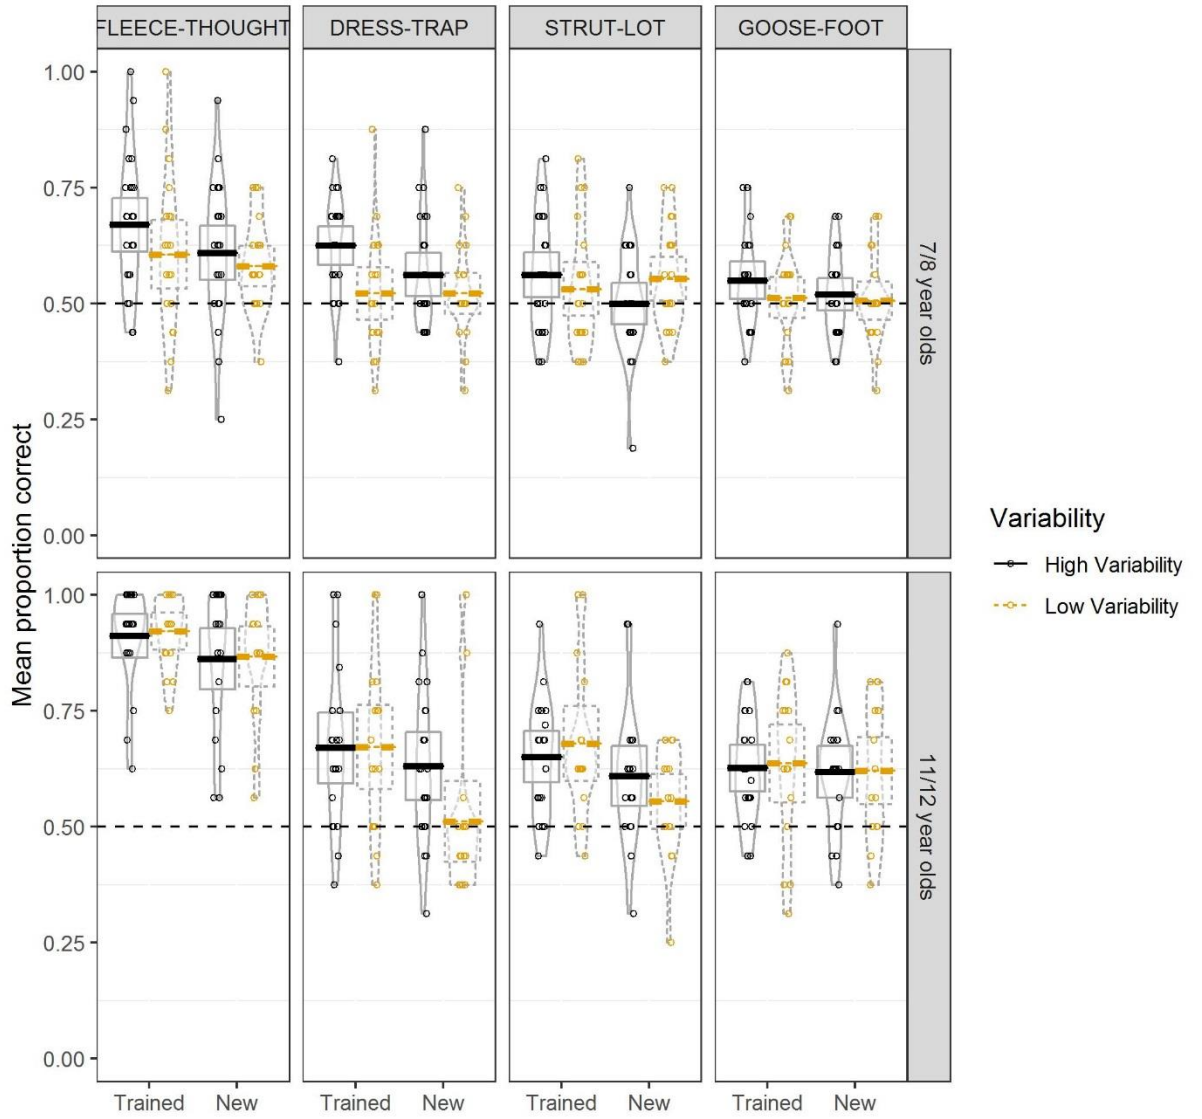 FLEECE-THOUGHT
DRESS-TRAP
STRUT-LOT
GOOSE-FOOT
Mean proportion correct
1.00
0.75
0.50
0.25
0.00
7/8 year olds
1.00
0.75
0.50
0.25
0.00
11/12 year olds
Trained New Trained New Trained New Trained New
Variability
High Variability
Low Variability